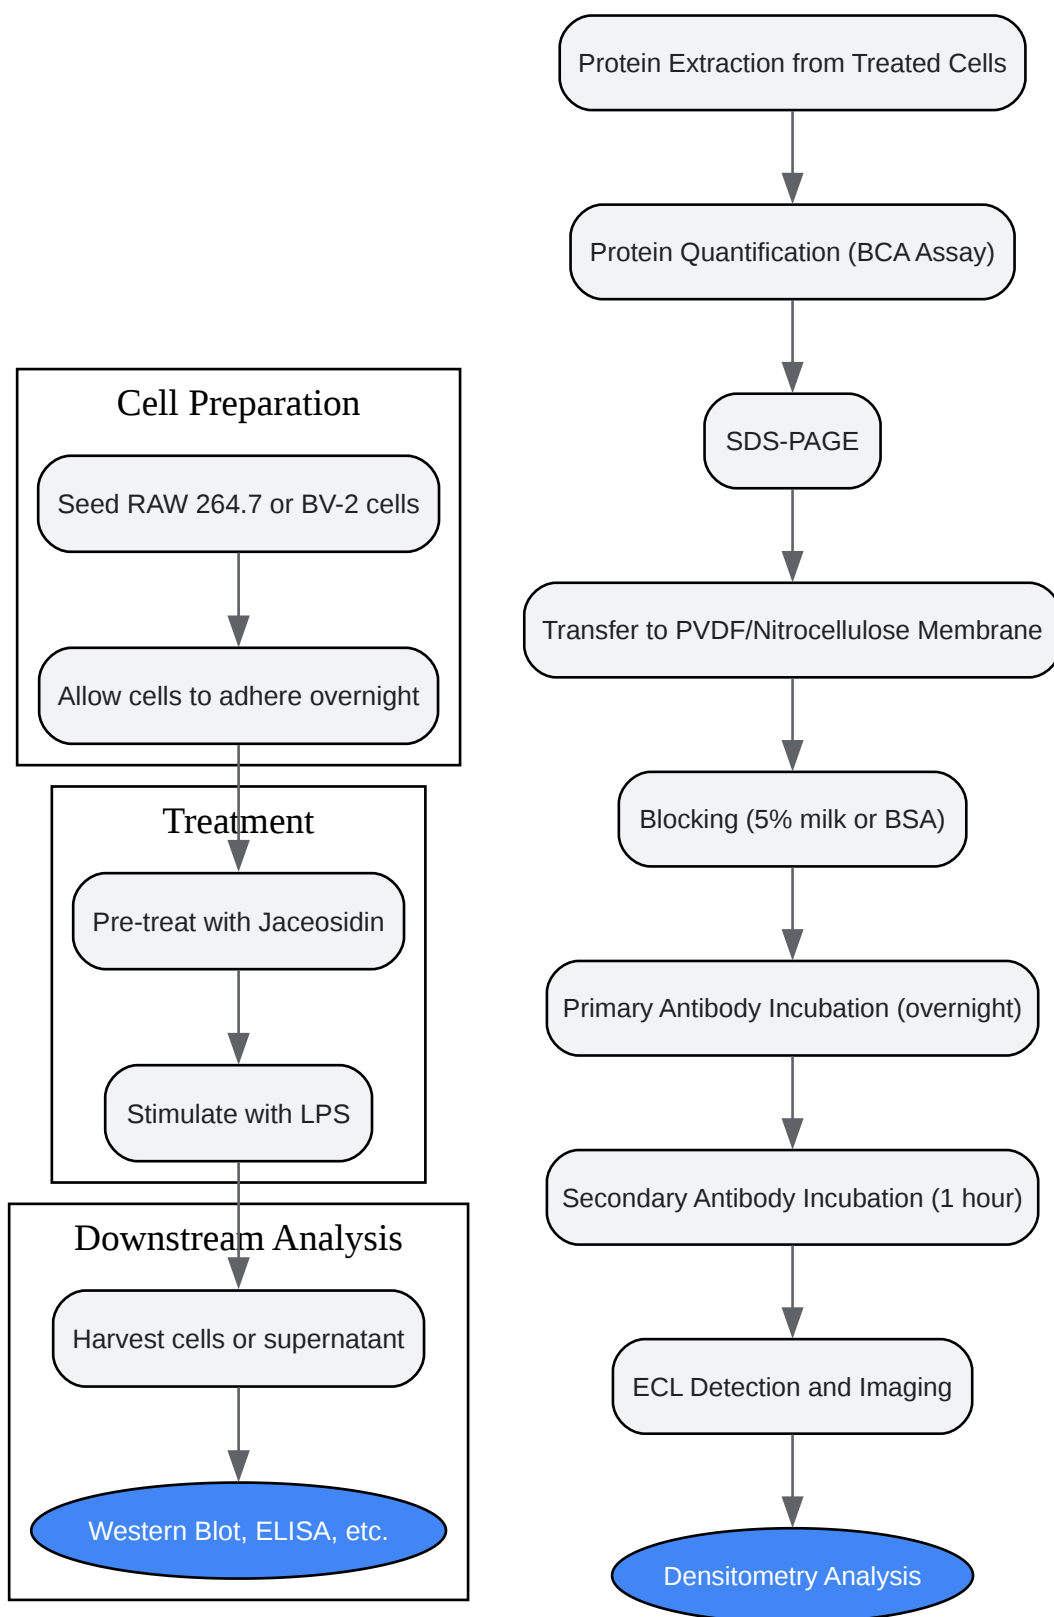 Cell Preparation
Seed RAW 264.7 or BV-2 cells
Allow cells to adhere overnight
Treatment
Pre-treat with Jaceosidin
Stimulate with LPS
Downstream Analysis
Harvest cells or supernatant
Western Blot, ELISA, etc.
Protein Extraction from Treated Cells
Protein Quantification (BCA Assay)
SDS-PAGE
Transfer to PVDF/Nitrocellulose Membrane
Blocking (5% milk or BSA)
Primary Antibody Incubation (overnight)
Secondary Antibody Incubation (1 hour)
ECL Detection and Imaging
Densitometry Analysis